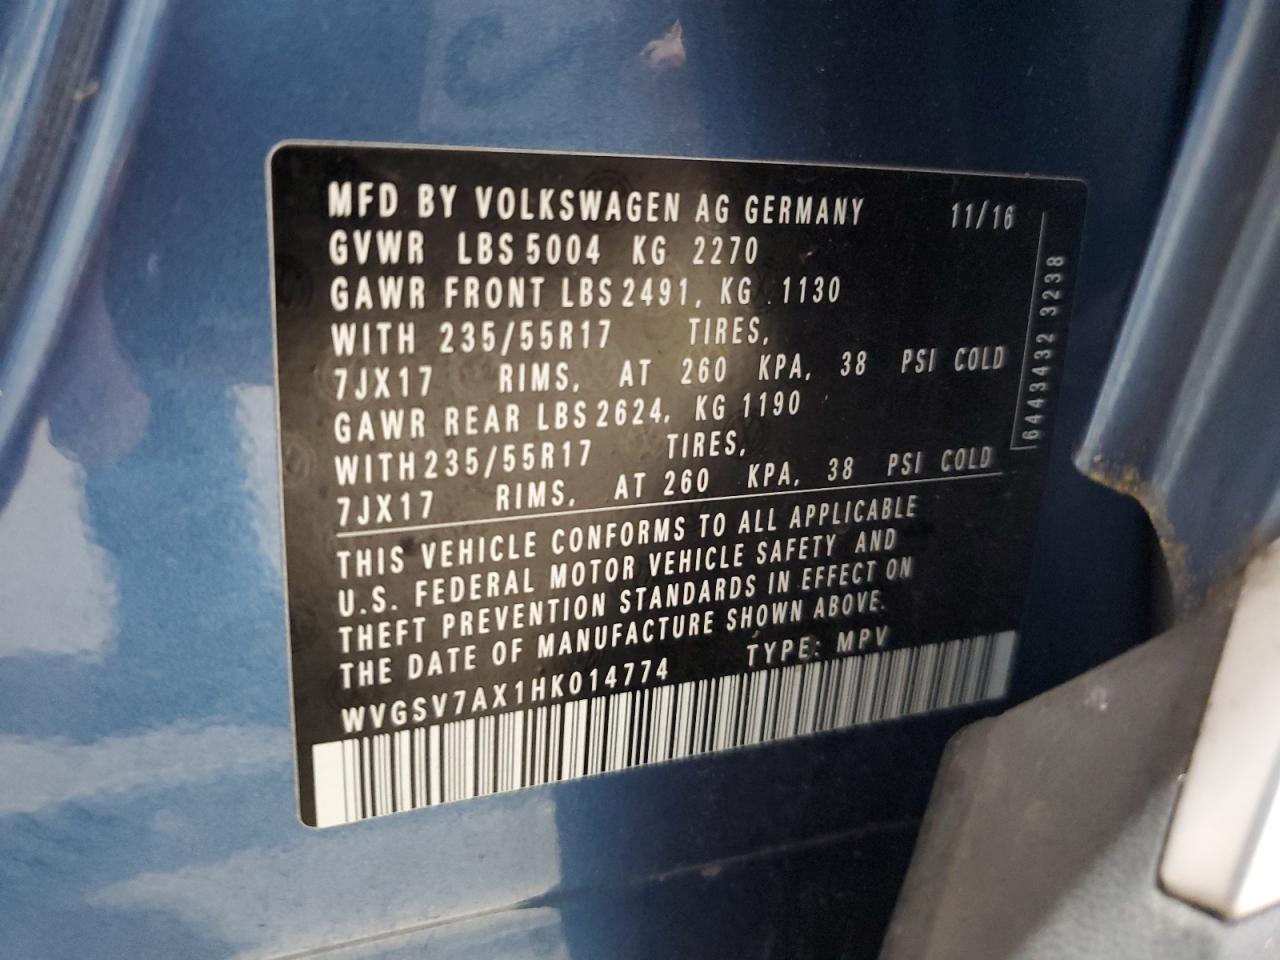 MFD BY VOLKSWAGEN AG GERMANY 11/16
GVWR LBS 5004 KG 2270
GAWR FRONT LBS 2491, KG 1130
WITH 235/55R17 TIRES,
7JX17 RIMS, AT 260 KPA, 38 PSI COLD
GAWR REAR LBS 2624, KG 1190
WITH 235/55R17 TIRES,
7JX17 RIMS, AT 260 KPA, 38 PSI COLD
THIS VEHICLE CONFORMS TO ALL APPLICABLE
U.S. FEDERAL MOTOR VEHICLE SAFETY AND
THEFT PREVENTION STANDARDS IN EFFECT ON
THE DATE OF MANUFACTURE SHOWN ABOVE.
WVGSV7AX1HK014774 TYPE: MPV
6443432 3238